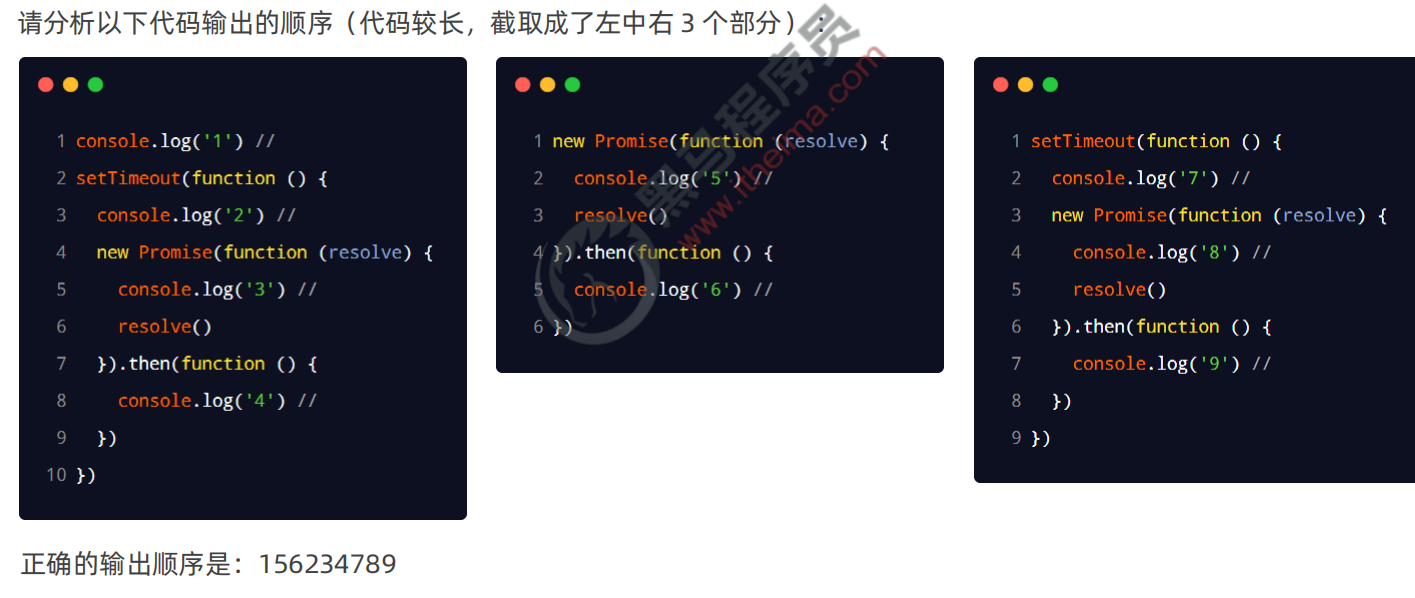 请分析以下代码输出的顺序（代码较长，截取成了左中右 3 个部分）：
1 console.log('1') //
2 setTimeout(function () {
3   console.log('2') //
4   new Promise(function (resolve) {
5     console.log('3') //
6     resolve()
7   }).then(function () {
8     console.log('4') //
9   })
10 })
1 new Promise(function (resolve) {
2   console.log('5') //
3   resolve()
4 }).then(function () {
5   console.log('6') //
6 })
1 setTimeout(function () {
2   console.log('7') //
3   new Promise(function (resolve) {
4     console.log('8') //
5     resolve()
6   }).then(function () {
7     console.log('9') //
8   })
9 })
黑马程序员
www.itheima.com
正确的输出顺序是：156234789